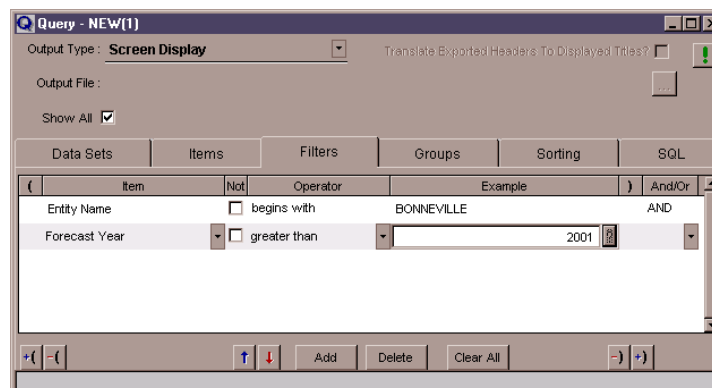 Query - NEW(1)
Output Type : Screen Display Translate Exported Headers To Displayed Titles?
Output File :
...
Show All
Data Sets Items Filters Groups Sorting SQL
( Item Not Operator Example ) And/Or
Entity Name begins with BONNEVILLE AND
Forecast Year greater than 2001
+( -( Add Delete Clear All -) +)